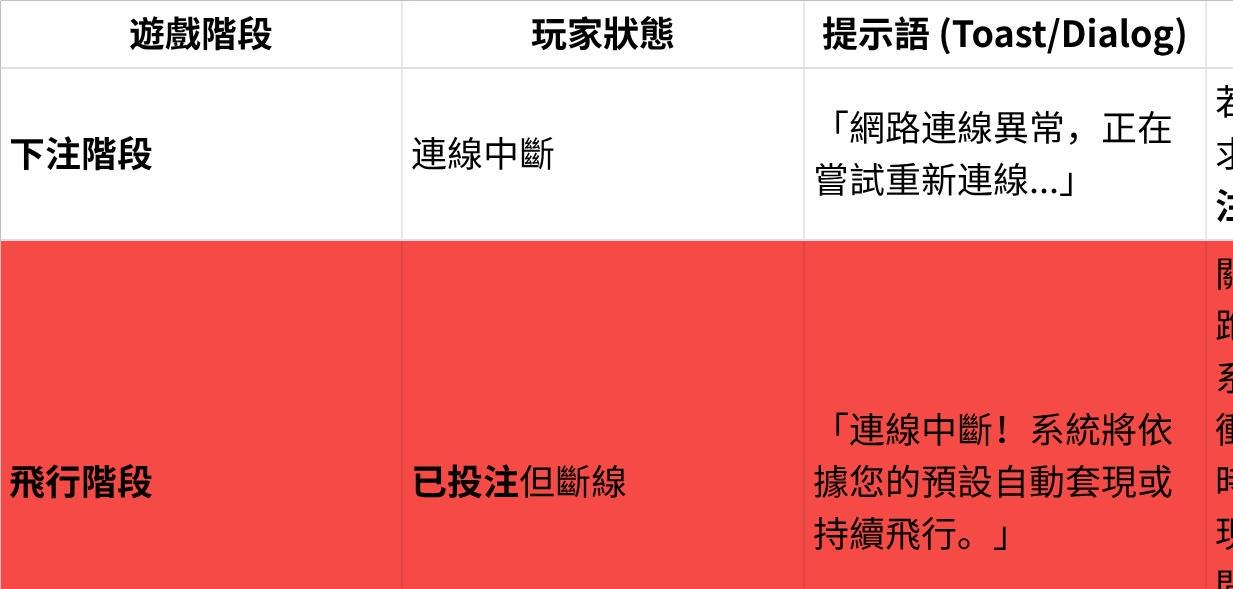 遊戲階段
玩家狀態
提示語 (Toast/Dialog)
下注階段
連線中斷
「網路連線異常，正在
嘗試重新連線...」
飛行階段
已投注但斷線
「連線中斷！系統將依
據您的預設自動套現或
持續飛行。」